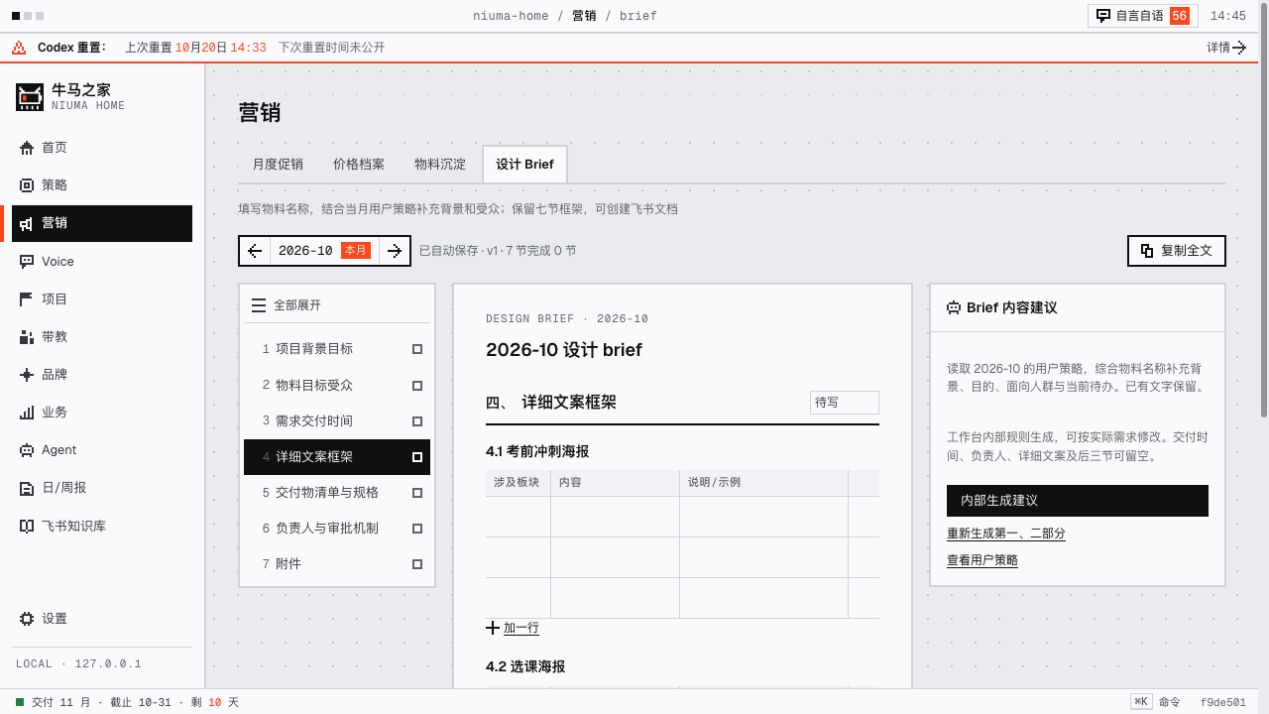 niuma-home / 营销 / brief
自言自语 56
14:45
Codex 重置： 上次重置 10月20日 14:33 下次重置时间未公开
详情
牛马之家
NIUMA HOME
首页
策略
营销
Voice
项目
带教
品牌
业务
Agent
日/周报
飞书知识库
设置
LOCAL · 127.0.0.1
营销
月度促销 价格档案 物料沉淀 设计 Brief
填写物料名称，结合当月用户策略补充背景和受众；保留七节框架，可创建飞书文档
2026-10 本月
已自动保存 · v1 · 7 节完成 0 节
复制全文
全部展开
1 项目背景目标
2 物料目标受众
3 需求交付时间
4 详细文案框架
5 交付物清单与规格
6 负责人与审批机制
7 附件
DESIGN BRIEF · 2026-10
2026-10 设计 brief
四、 详细文案框架
待写
4.1 考前冲刺海报
涉及板块 内容 说明/示例
加一行
4.2 选课海报
Brief 内容建议
读取 2026-10 的用户策略，综合物料名称补充背
景、目的、面向人群与当前待办。已有文字保留。
工作台内部规则生成，可按实际需求修改。交付时
间、负责人、详细文案及后三节可留空。
内部生成建议
重新生成第一、二部分
查看用户策略
交付 11 月 · 截止 10-31 · 剩 10 天
⌘K 命令
f9de501